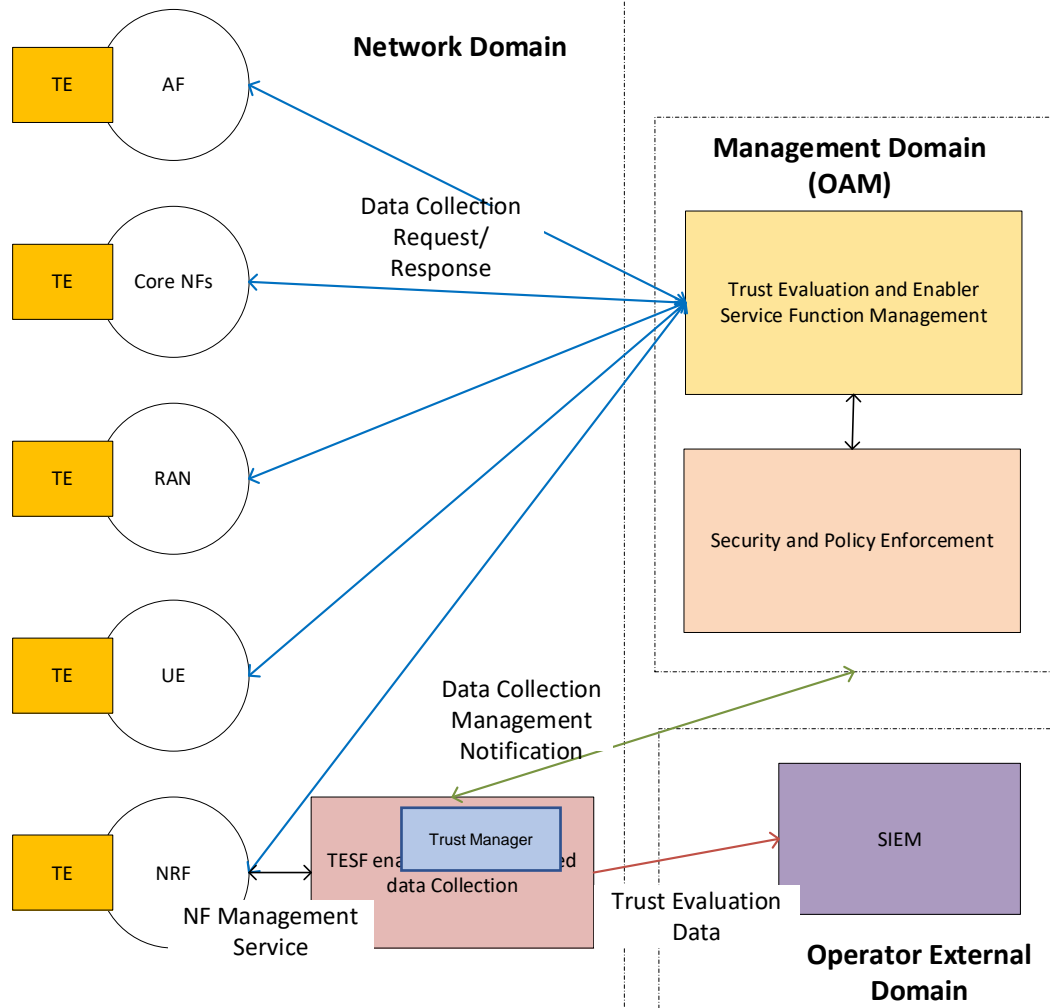 Network Domain
TE
AF
Management Domain
(OAM)
Data Collection
Request/
Response
TE
Core NFs
Trust Evaluation and Enabler
Service Function Management
TE
RAN
Security and Policy Enforcement
TE
UE
Data Collection
Management
Notification
TE
NRF
Trust Manager
TESF
data Collection
SIEM
NF Management
Service
Trust Evaluation
Data
Operator External
Domain